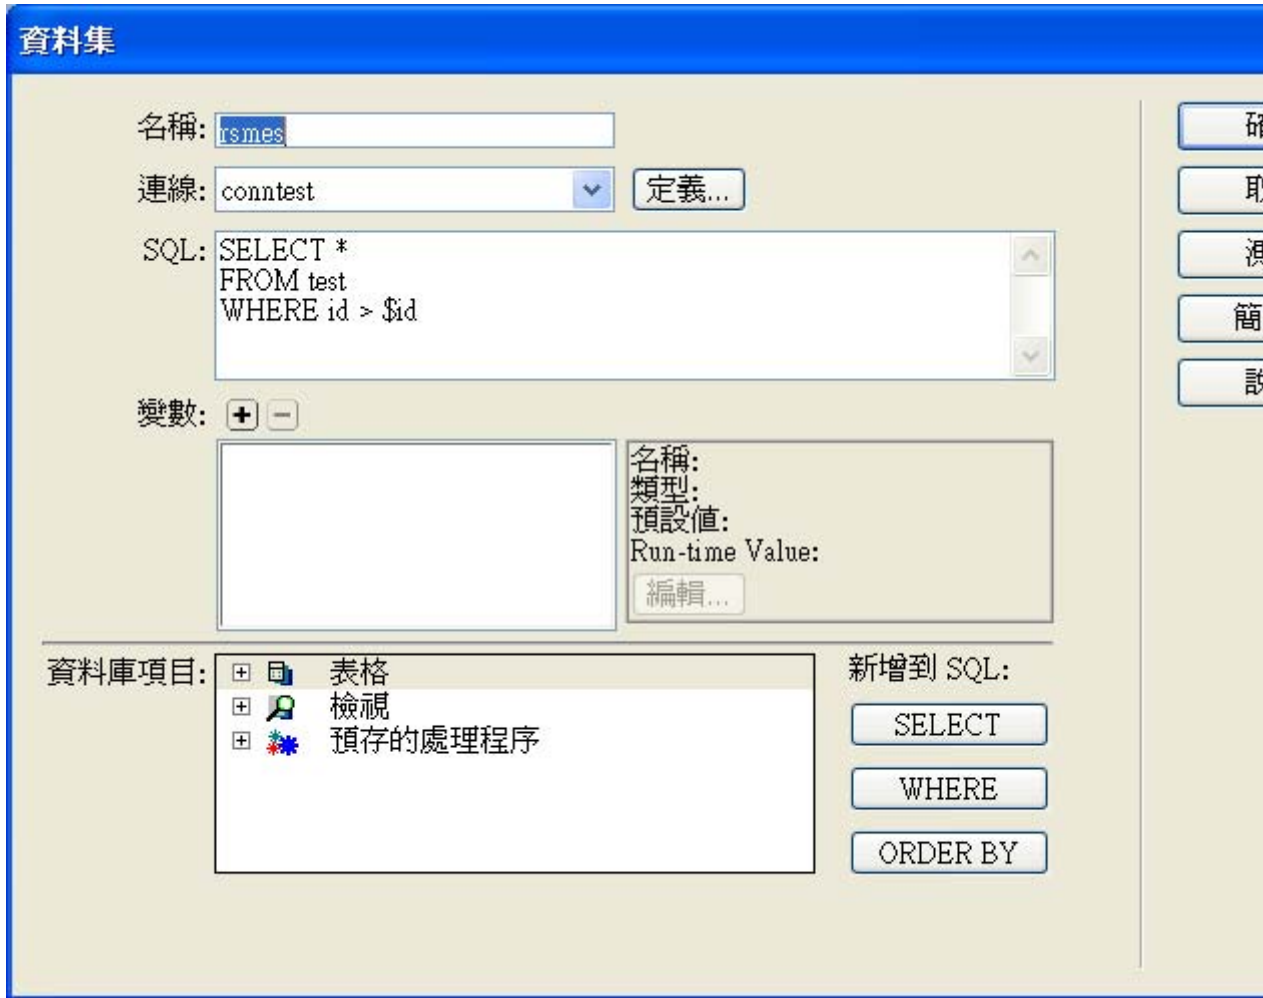 資料集
名稱: rsmes
連線: conntest 定義...
SQL: SELECT *
FROM test
WHERE id > $id
變數:
名稱:
類型:
預設值:
Run-time Value:
編輯...
資料庫項目: 表格
檢視
預存的處理程序
新增到 SQL:
SELECT
WHERE
ORDER BY
簡